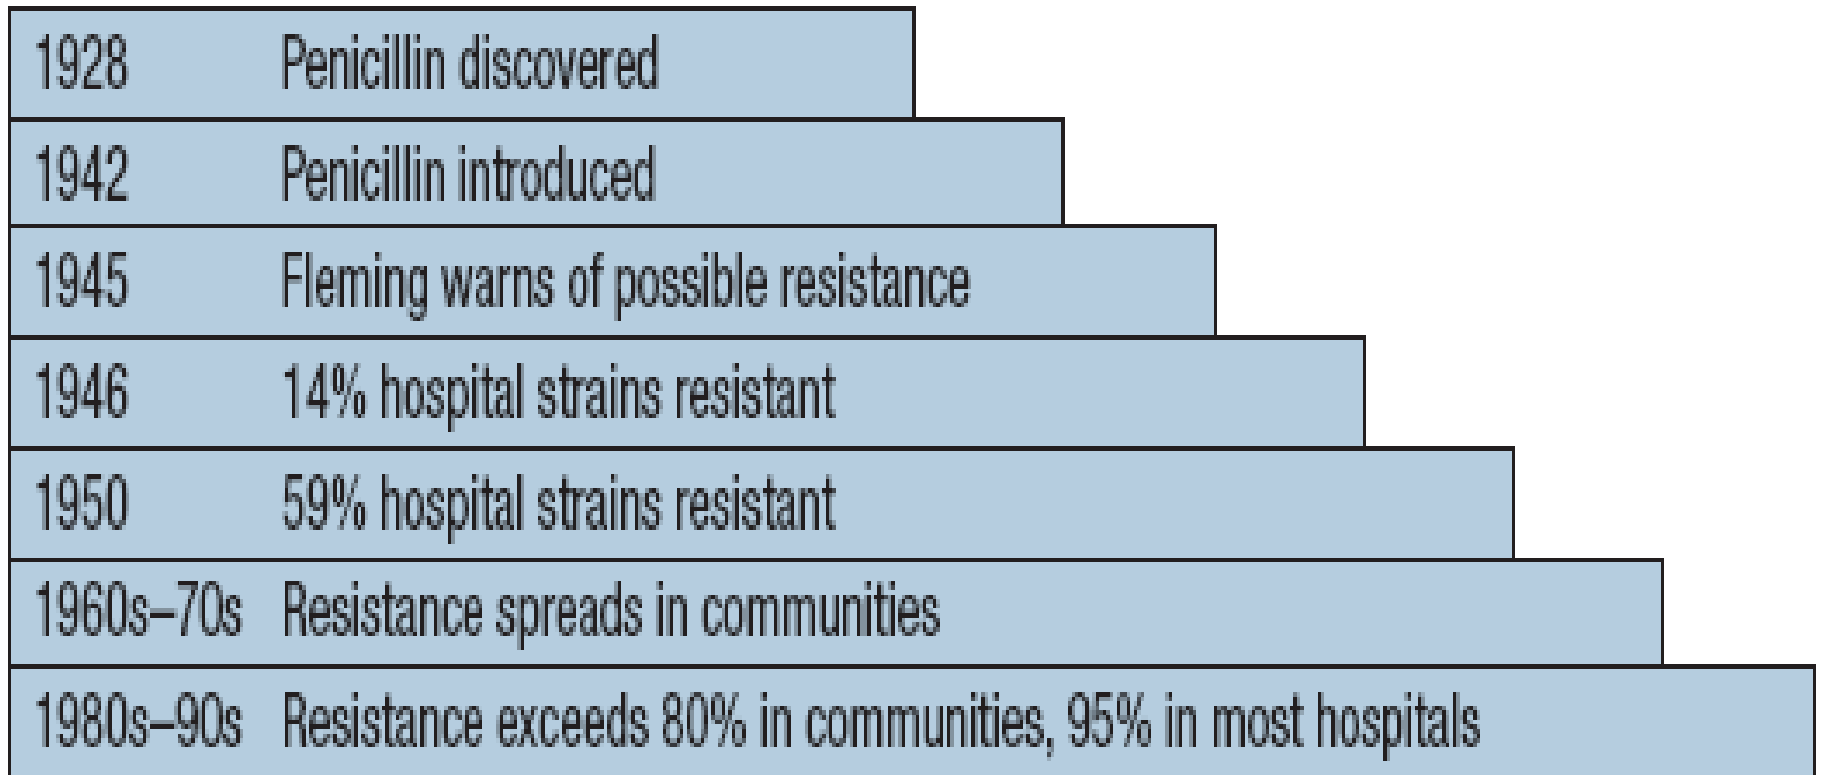 1928 Penicillin discovered
1942 Penicillin introduced
1945 Fleming warns of possible resistance
1946 14% hospital strains resistant
1950 59% hospital strains resistant
1960s–70s Resistance spreads in communities
1980s–90s Resistance exceeds 80% in communities, 95% in most hospitals